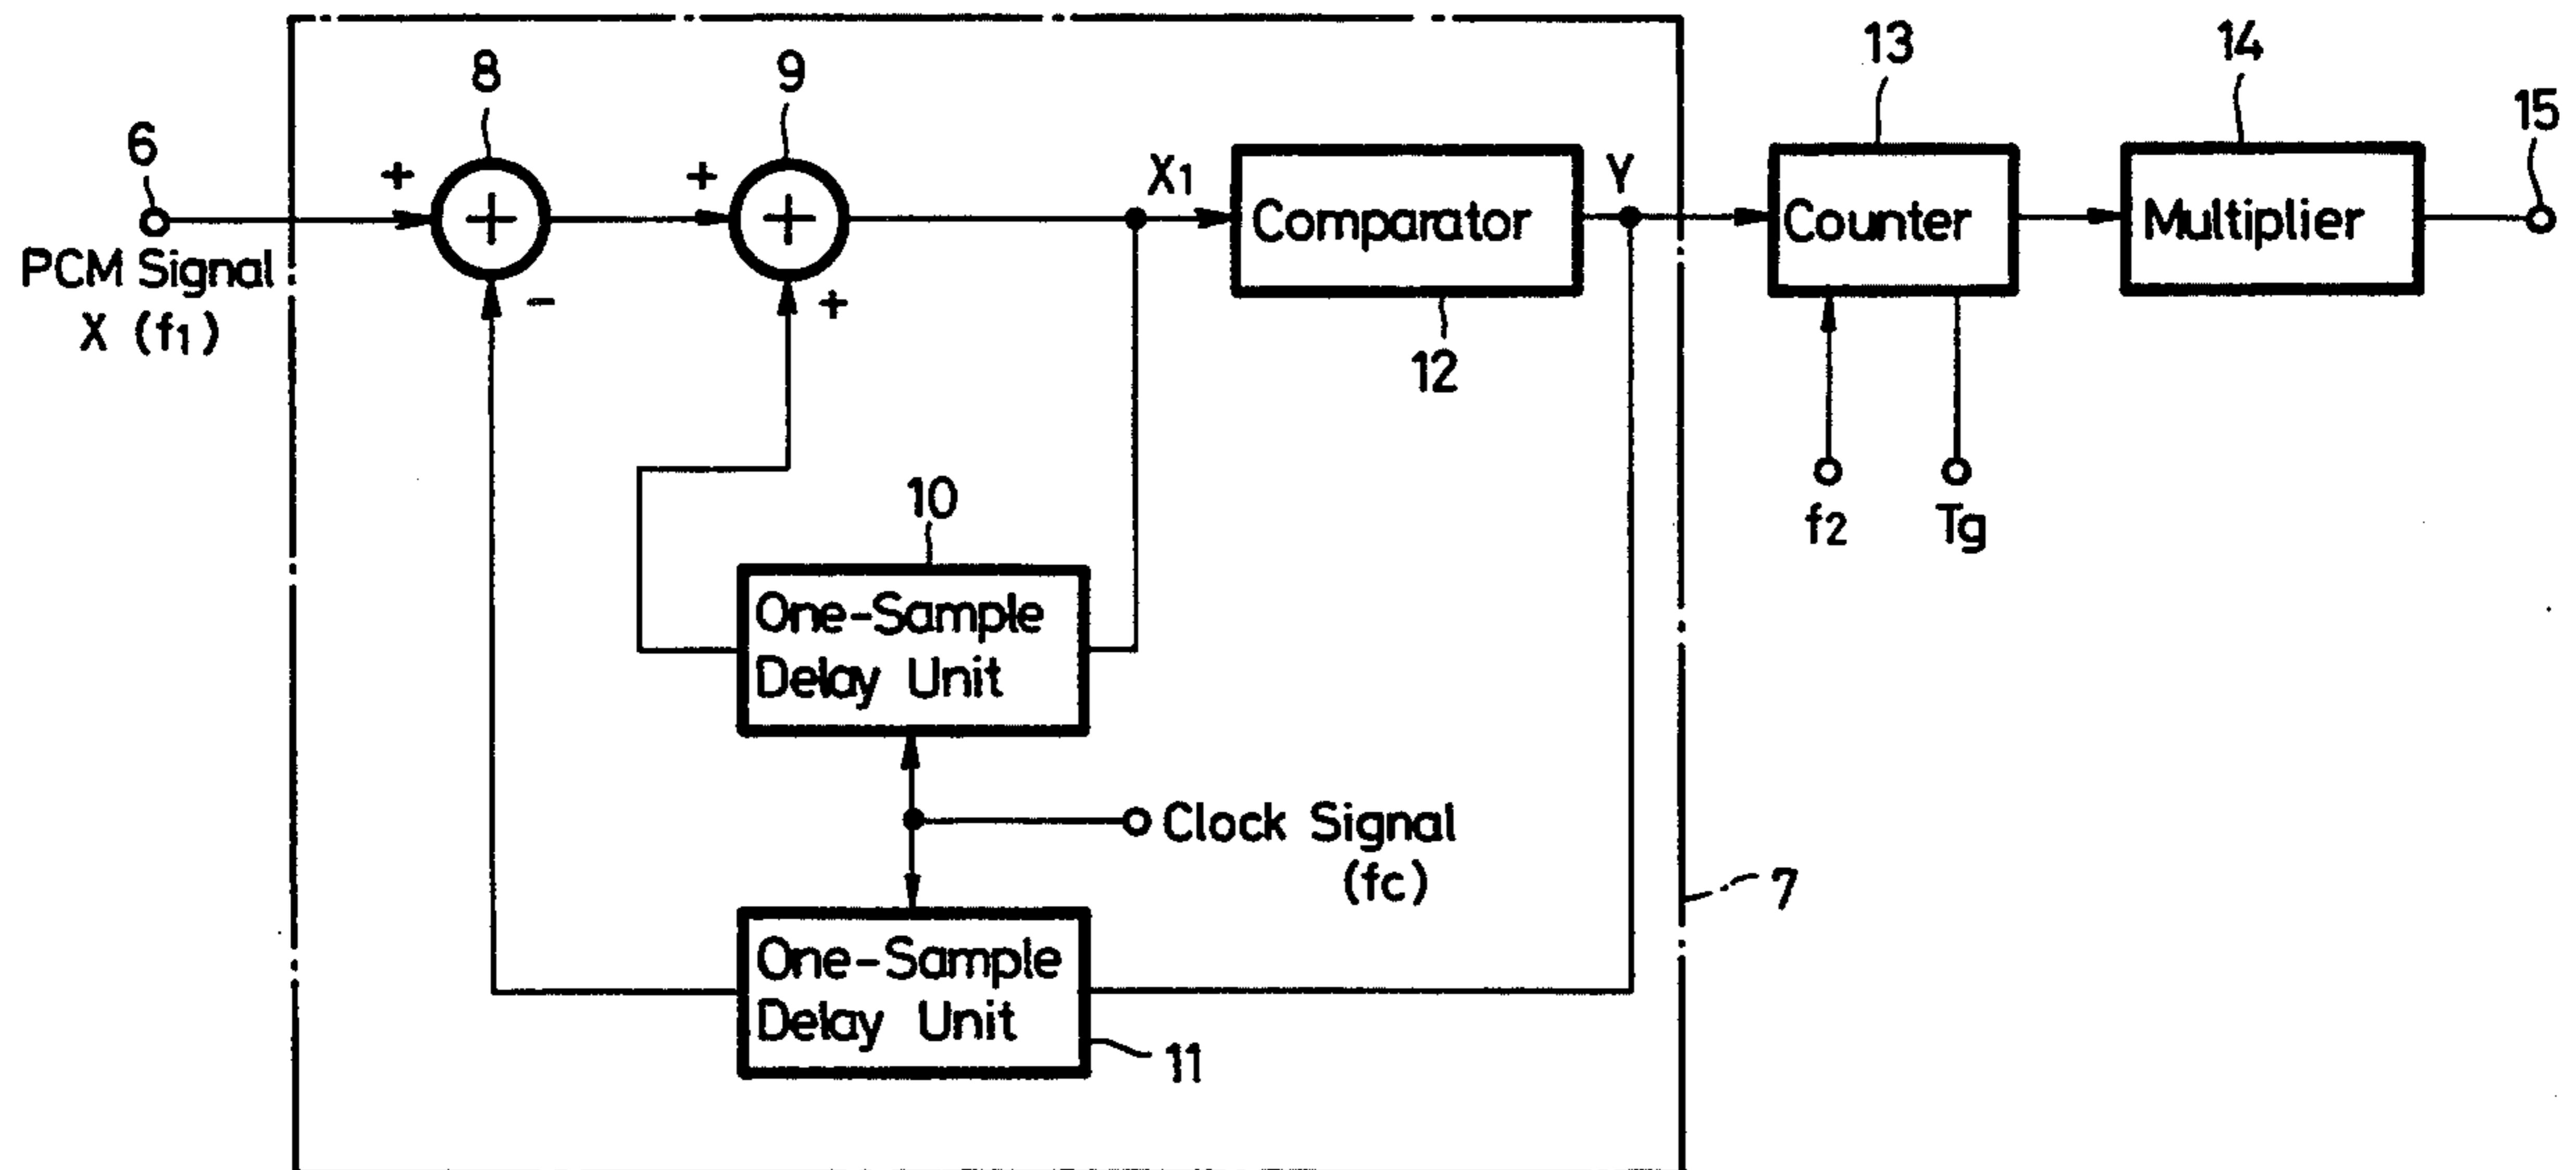 13
14
8
9
15
6
+
+
X1
Y
+
+
Comparator
Counter
Multiplier
PCM Signal
X (f1)
-
+
12
10
f2
Tg
One-Sample
Delay Unit
Clock Signal
(fc)
7
One-Sample
Delay Unit
11